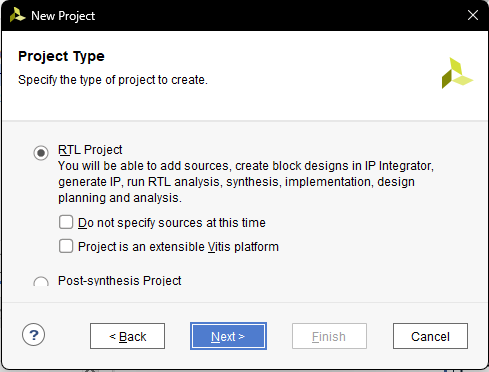 New Project
Project Type
Specify the type of project to create.
RTL Project
You will be able to add sources, create block designs in IP Integrator,
generate IP, run RTL analysis, synthesis, implementation, design
planning and analysis.
Do not specify sources at this time
Project is an extensible Vitis platform
Post-synthesis Project
?
< Back
Next >
Finish
Cancel